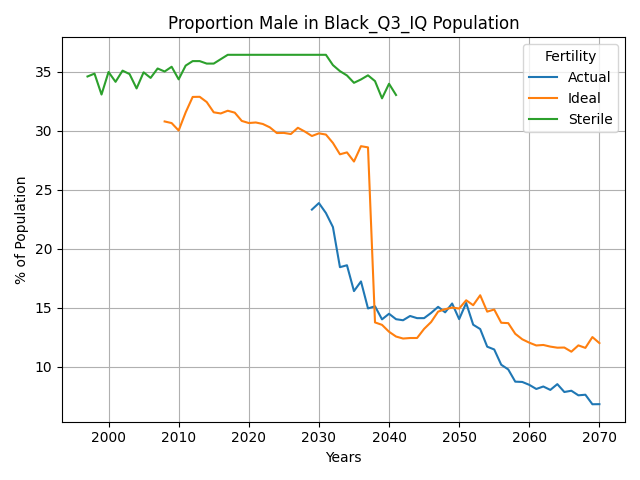 Proportion Male in Black_Q3_IQ Population
Fertility
Actual
Ideal
Sterile
% of Population
35
30
25
20
15
10
2000
2010
2020
2030
2040
2050
2060
2070
Years